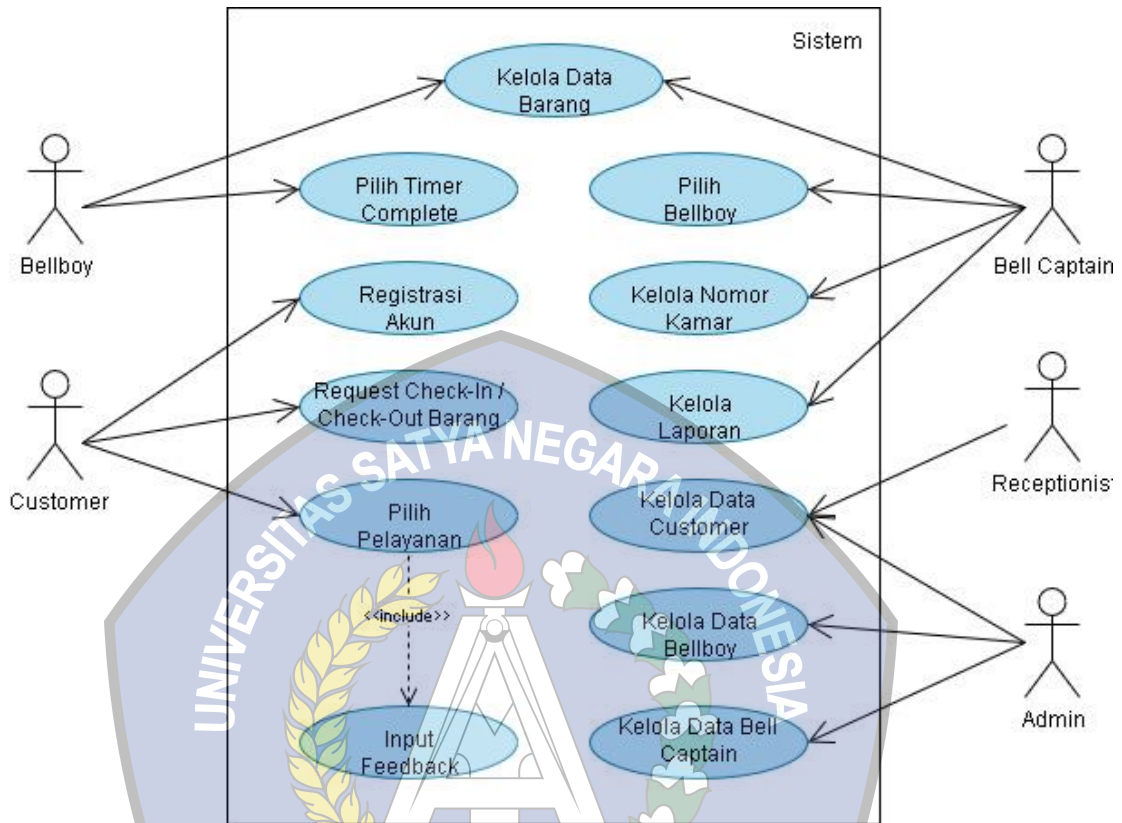 Sistem
Kelola Data
Barang
Pilih Timer
Complete
Pilih
Bellboy
Bellboy
Bell Captain
Registrasi
Akun
Kelola Nomor
Kamar
Request Check-In /
Check-Out Barang
Kelola
Laporan
Customer
Receptionist
Pilih
Pelayanan
Kelola Data
Customer
<<include>>
Kelola Data
Bellboy
Admin
Input
Feedback
Kelola Data Bell
Captain
UNIVERSITAS SATYA NEGARA INDONESIA